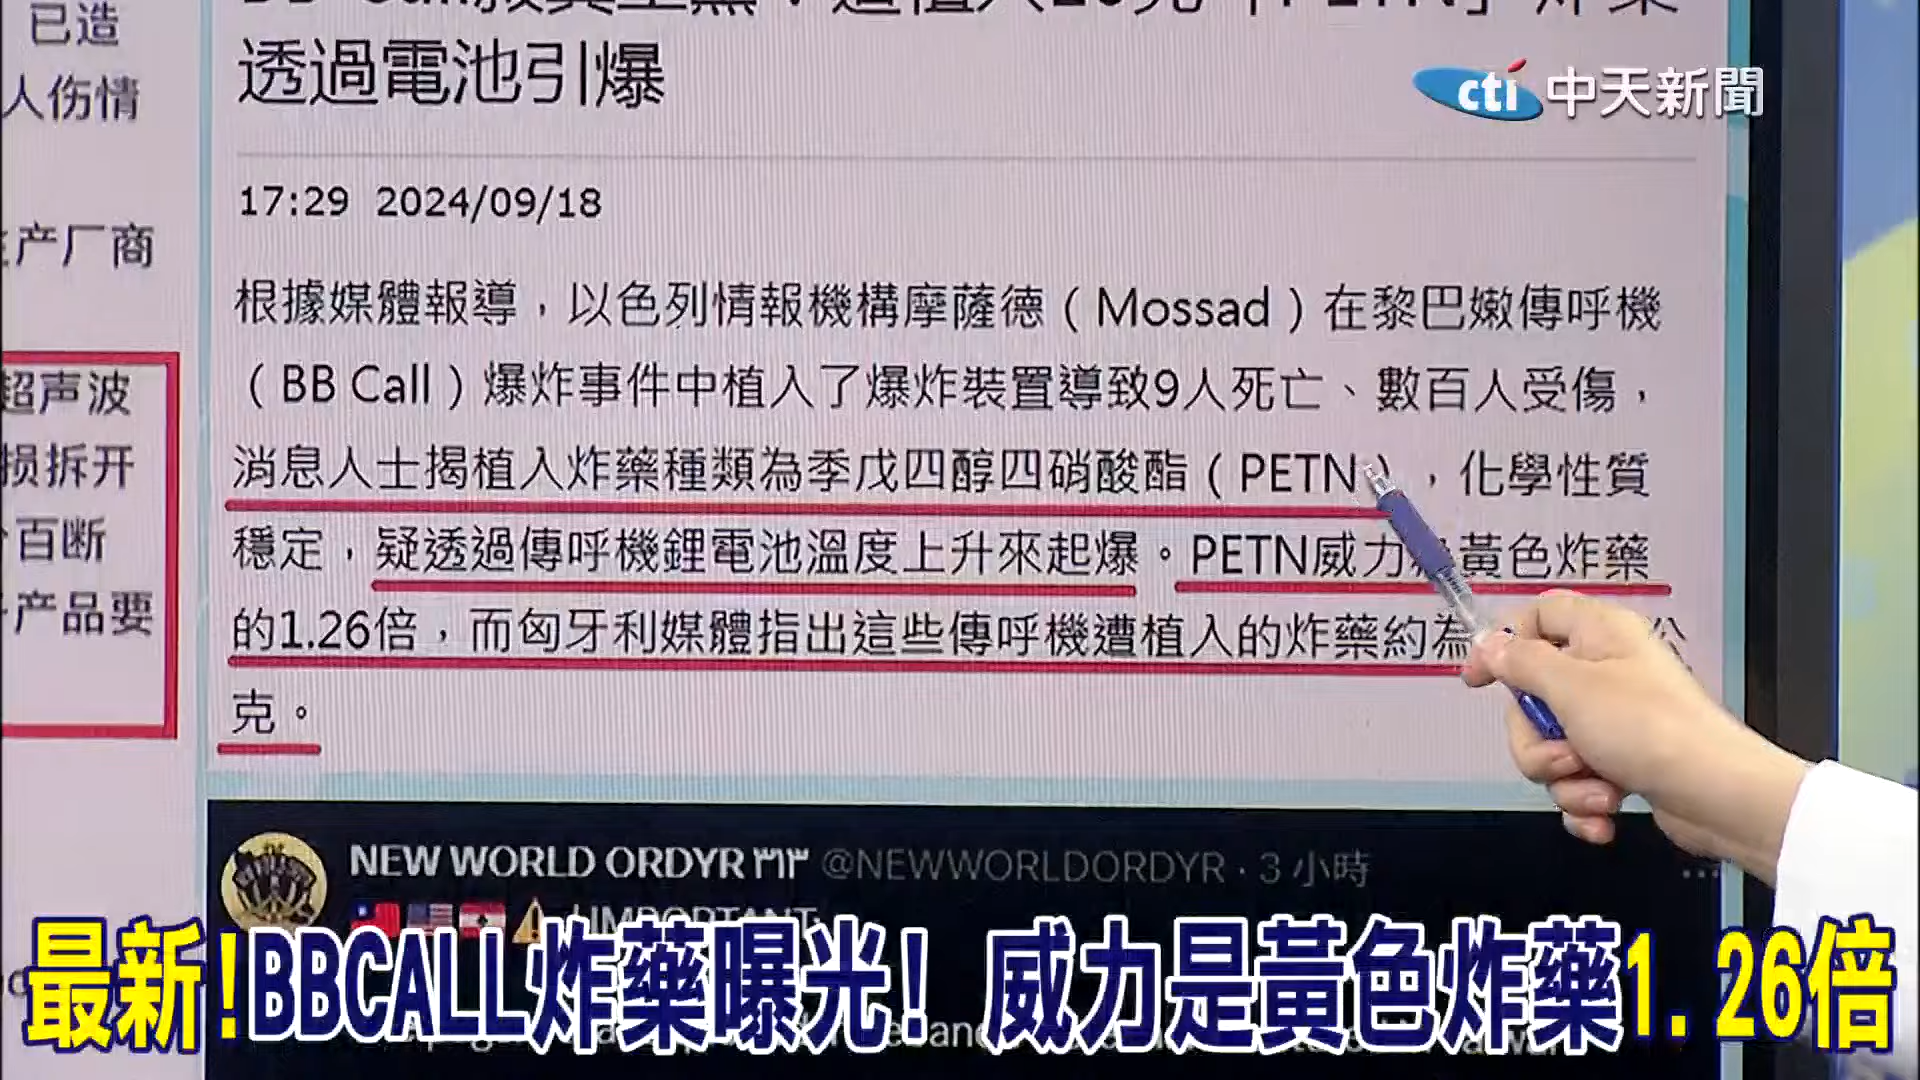 已造
人伤情
产厂商
超声波
损拆开
百断
产品要
透過電池引爆
cti 中天新聞
17:29 2024/09/18
根據媒體報導，以色列情報機構摩薩德（Mossad）在黎巴嫩傳呼機
（BB Call）爆炸事件中植入了爆炸裝置導致9人死亡、數百人受傷，
消息人士揭植入炸藥種類為季戊四醇四硝酸酯（PETN），化學性質
穩定，疑透過傳呼機鋰電池溫度上升來起爆。PETN威力 黃色炸藥
的1.26倍，而匈牙利媒體指出這些傳呼機遭植入的炸藥約為
克。
NEW WORLD ORDYR ٣١٣ @NEWWORLDORDYR · 3 小時
IMPORTANT
最新!BBCALL炸藥曝光! 威力是黃色炸藥1.26倍